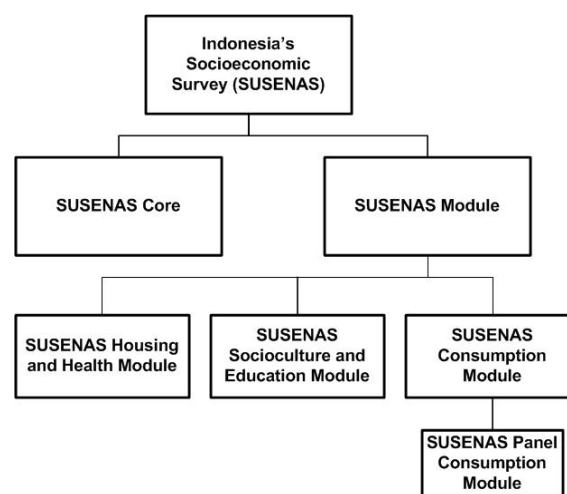 Indonesia’s
Socioeconomic
Survey (SUSENAS)
SUSENAS Core
SUSENAS Module
SUSENAS Housing
and Health Module
SUSENAS
Socioculture and
Education Module
SUSENAS
Consumption
Module
SUSENAS Panel
Consumption
Module